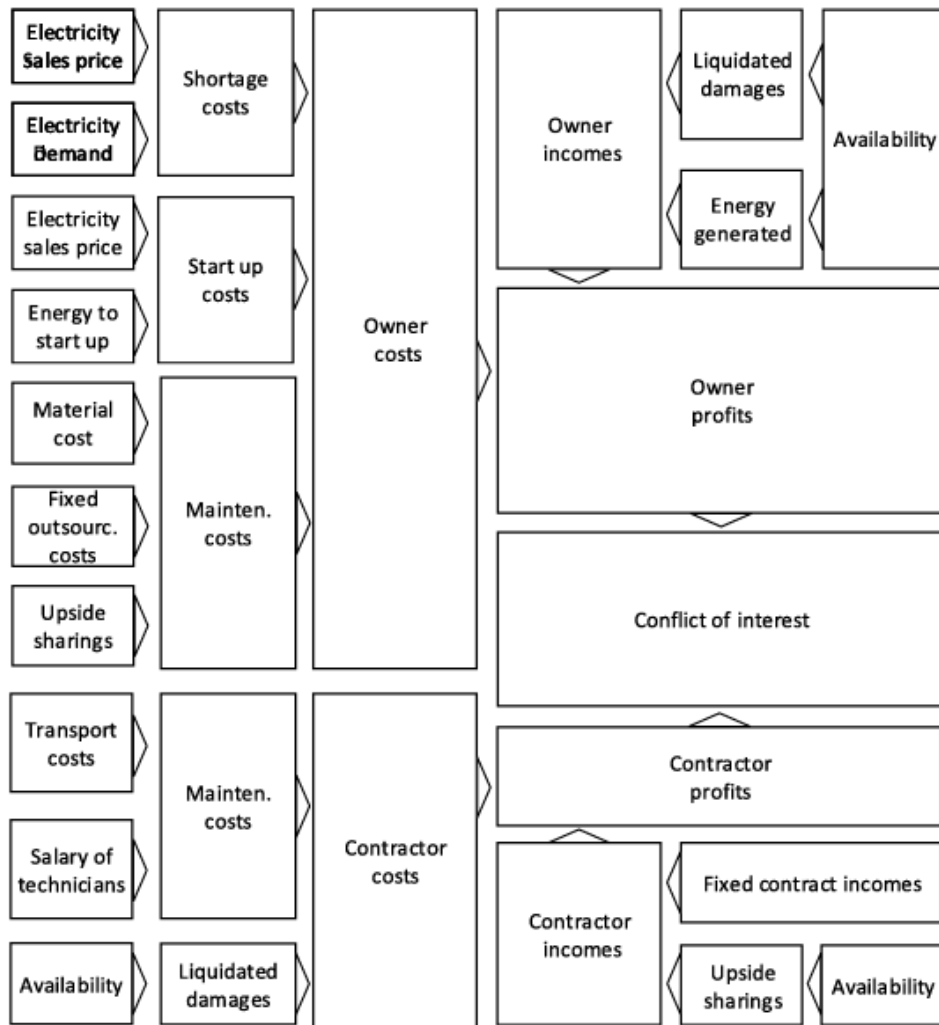 Electricity
Sales price
Shortage
costs
Electricity
Demand
Electricity
sales price
Start up
costs
Energy to
start up
Material
cost
Fixed
outsourc.
costs
Mainten.
costs
Upside
sharings
Owner
costs
Owner
incomes
Liquidated
damages
Energy
generated
Availability
Owner
profits
Conflict of interest
Transport
costs
Mainten.
costs
Salary of
technicians
Availability
Liquidated
damages
Contractor
costs
Contractor
profits
Contractor
incomes
Fixed contract incomes
Upside
sharings
Availability